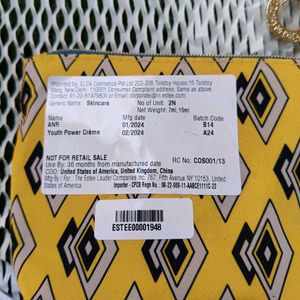 Imported by ELCA Cosmetics Pvt Ltd 202-206 Tolstoy House,15 Tolstoy
Marg, New Delhi. 110001 Consumer Complaint address; Same as above.
Contact: 91-22-61479800 or Email: corporate@in.estee.com
Generic Name: Skincare No of Unit: 2N
Net: 7ml, 15ml
Name MFG Date Batch Code
ANR 01/2024 B14
Youth Power Crème 02/2024 A24
NOT FOR RETAIL SALE RC No: COS001/13
Use By: 36 months from manufactured date
COO: United States of America, United Kingdom, China
Mfg By / For : The Estee Lauder Companies Inc. 767, Fifth Avenue NY 10153, United
States of America
Importer - CPCB Regn No.: IM-22-000-11-AABCE1111C-22
ESTEE00001948